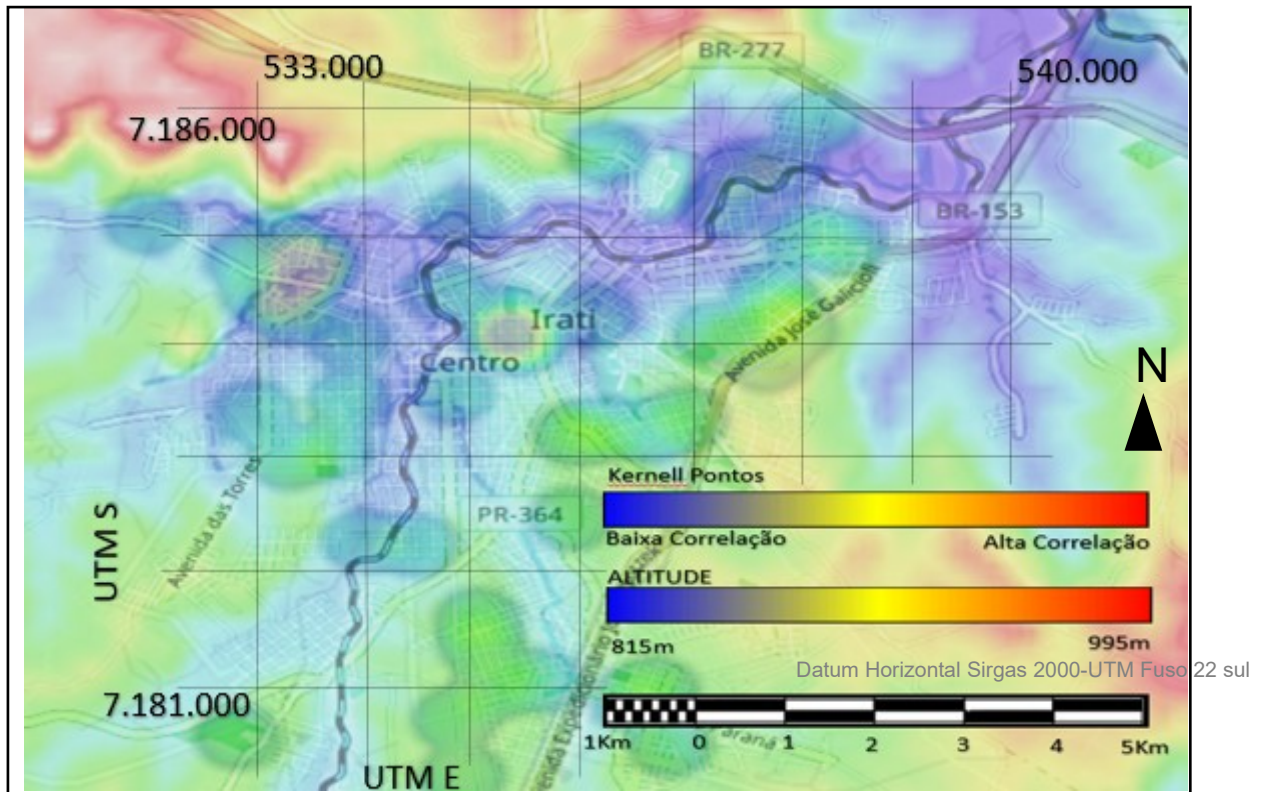 BR-277
533.000
540.000
7.186.000
BR-153
Irati
Avenida José Galicioli
Centro
N
Kernell Pontos
PR-364
Avenida das Torres
Baixa Correlação
Alta Correlação
UTM S
ALTITUDE
815m
995m
Datum Horizontal Sirgas 2000-UTM Fuso 22 sul
7.181.000
1Km 0 1 2 3 4 5Km
UTM E